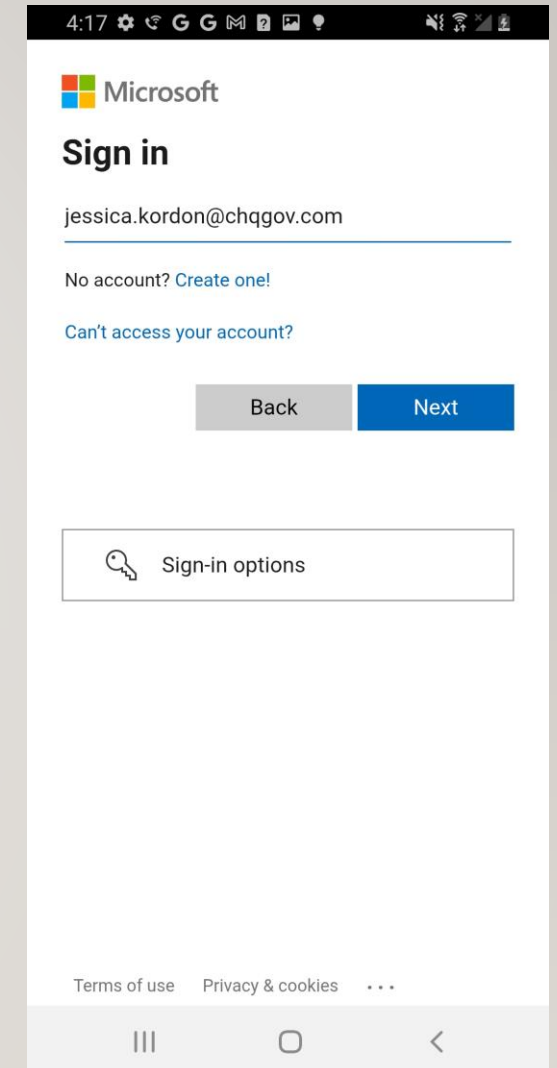 4:17 G G
Microsoft
Sign in
jessica.kordon@chqgov.com
No account? Create one!
Can't access your account?
Back Next
Sign-in options
Terms of use Privacy & cookies ...